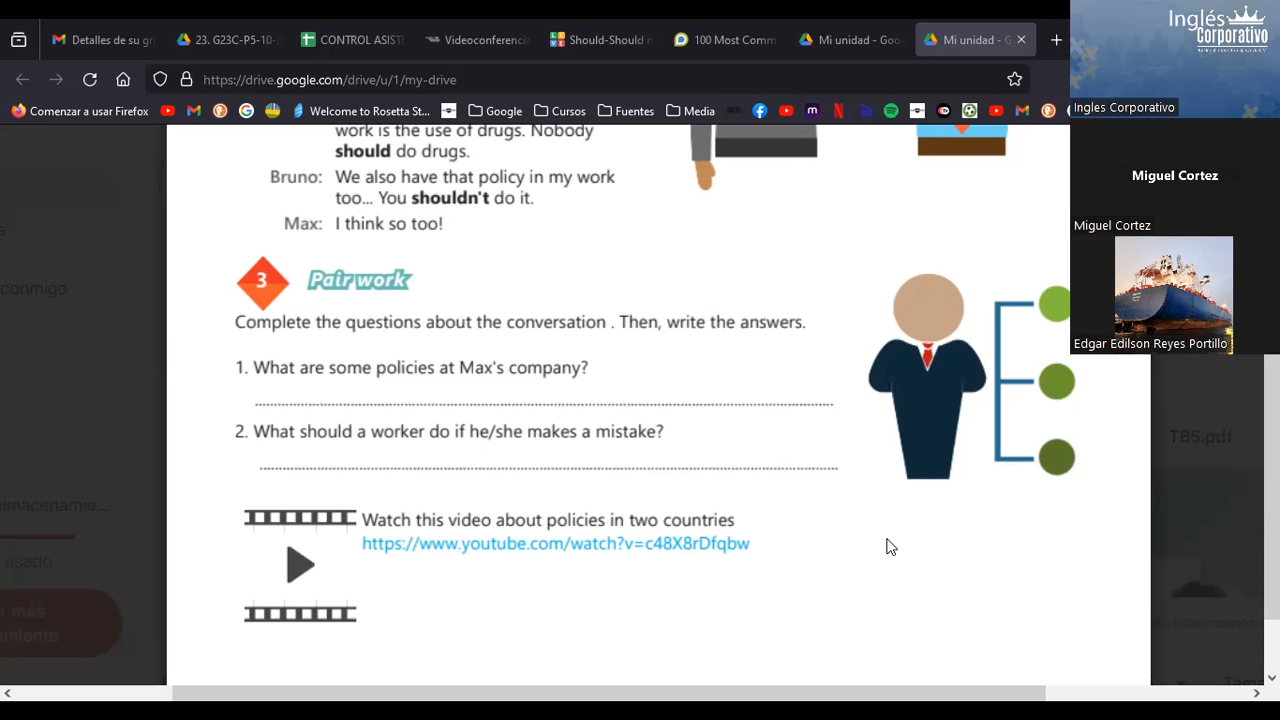 Detalles de su gr
23. G23C-P5-10-2
CONTROL ASIST
Videoconferenci
Should-Should n
100 Most Comm
Mi unidad - Goo
Mi unidad - G
https://drive.google.com/drive/u/1/my-drive
Comenzar a usar Firefox
Welcome to Rosetta St...
Google
Cursos
Fuentes
Media
Inglés
Corporativo
Ingles Corporativo
Miguel Cortez
Miguel Cortez
Edgar Edilson Reyes Portillo
work is the use of drugs. Nobody
should do drugs.
Bruno: We also have that policy in my work
too... You shouldn't do it.
Max: I think so too!
conmigo
3 Pair work
Complete the questions about the conversation . Then, write the answers.
1. What are some policies at Max's company?
2. What should a worker do if he/she makes a mistake?
TB5.pdf
Watch this video about policies in two countries
https://www.youtube.com/watch?v=c48X8rDfqbw